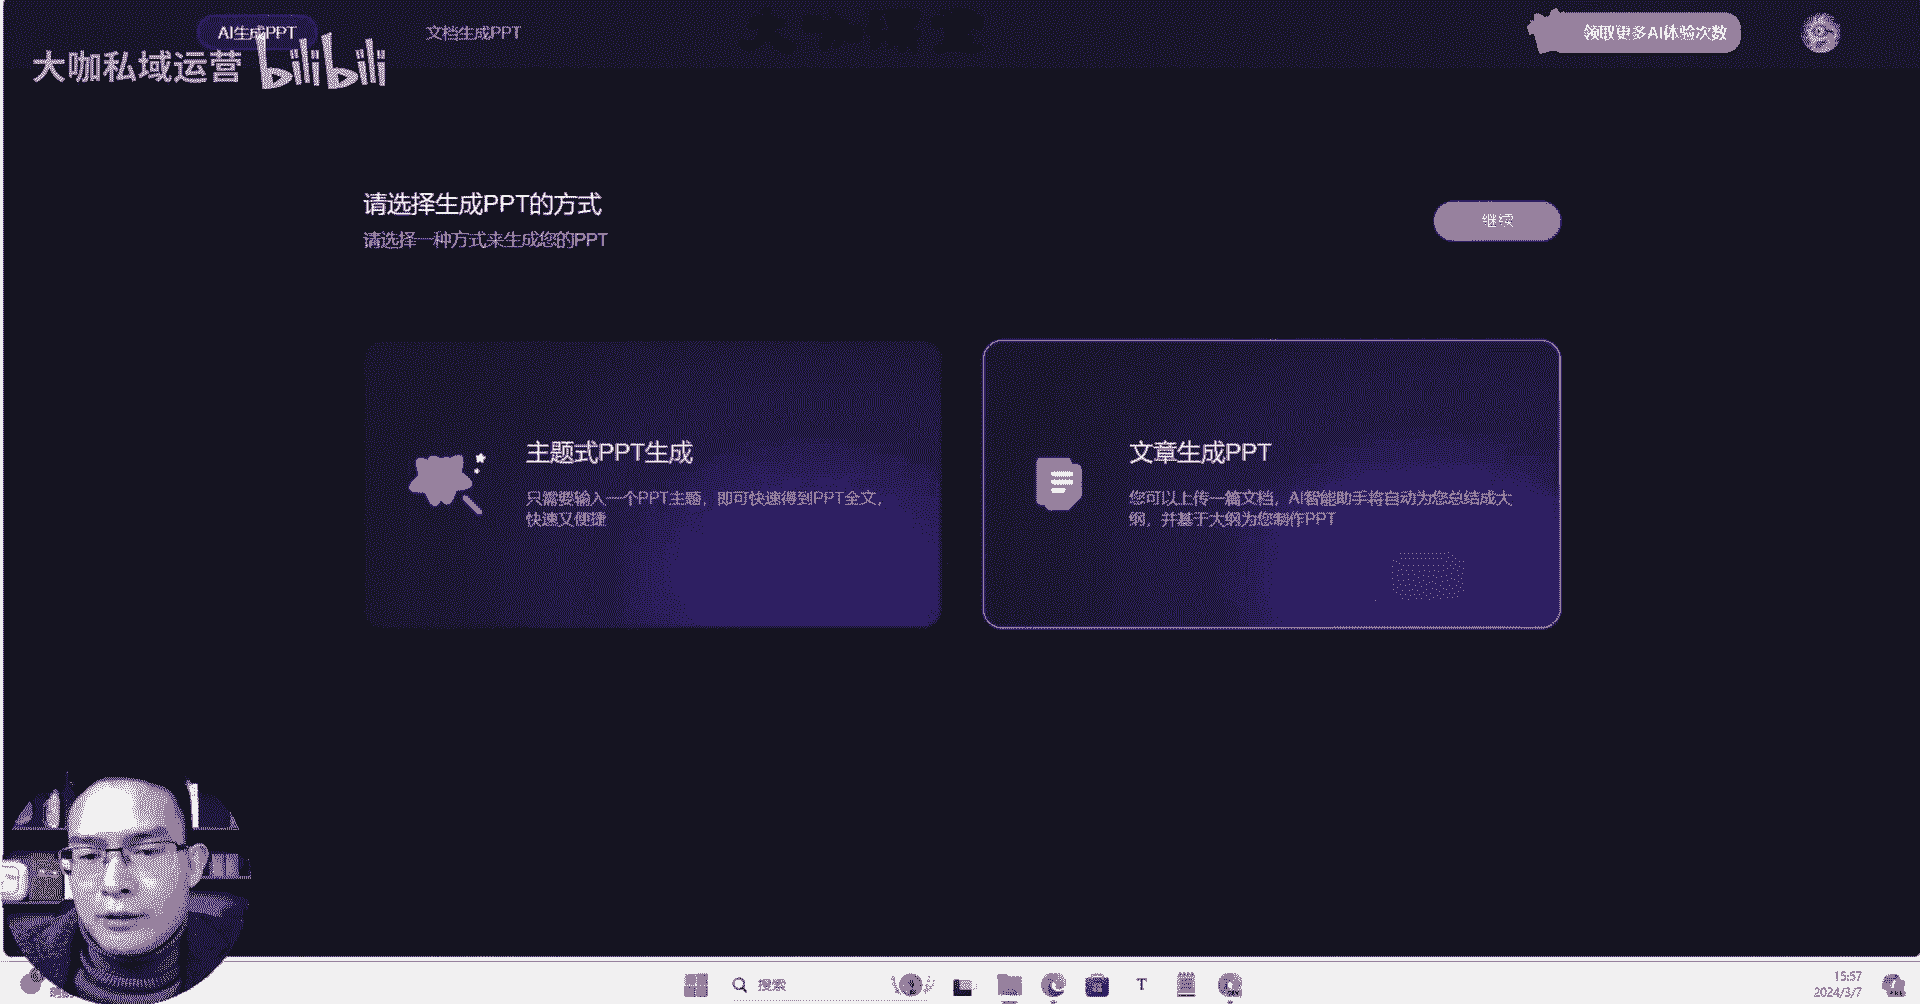 AI生成PPT
文档生成PPT
领取更多AI体验次数
大咖私域运营 bilibili
请选择生成PPT的方式
请选择一种方式来生成您的PPT
继续
主题式PPT生成
只需要输入一个PPT主题，即可快速得到PPT全文，
快速又便捷
文章生成PPT
您可以上传一篇文档，AI智能助手将自动为您总结成大
纲，并基于大纲为您制作PPT
搜索
T
15:57
2024/3/7